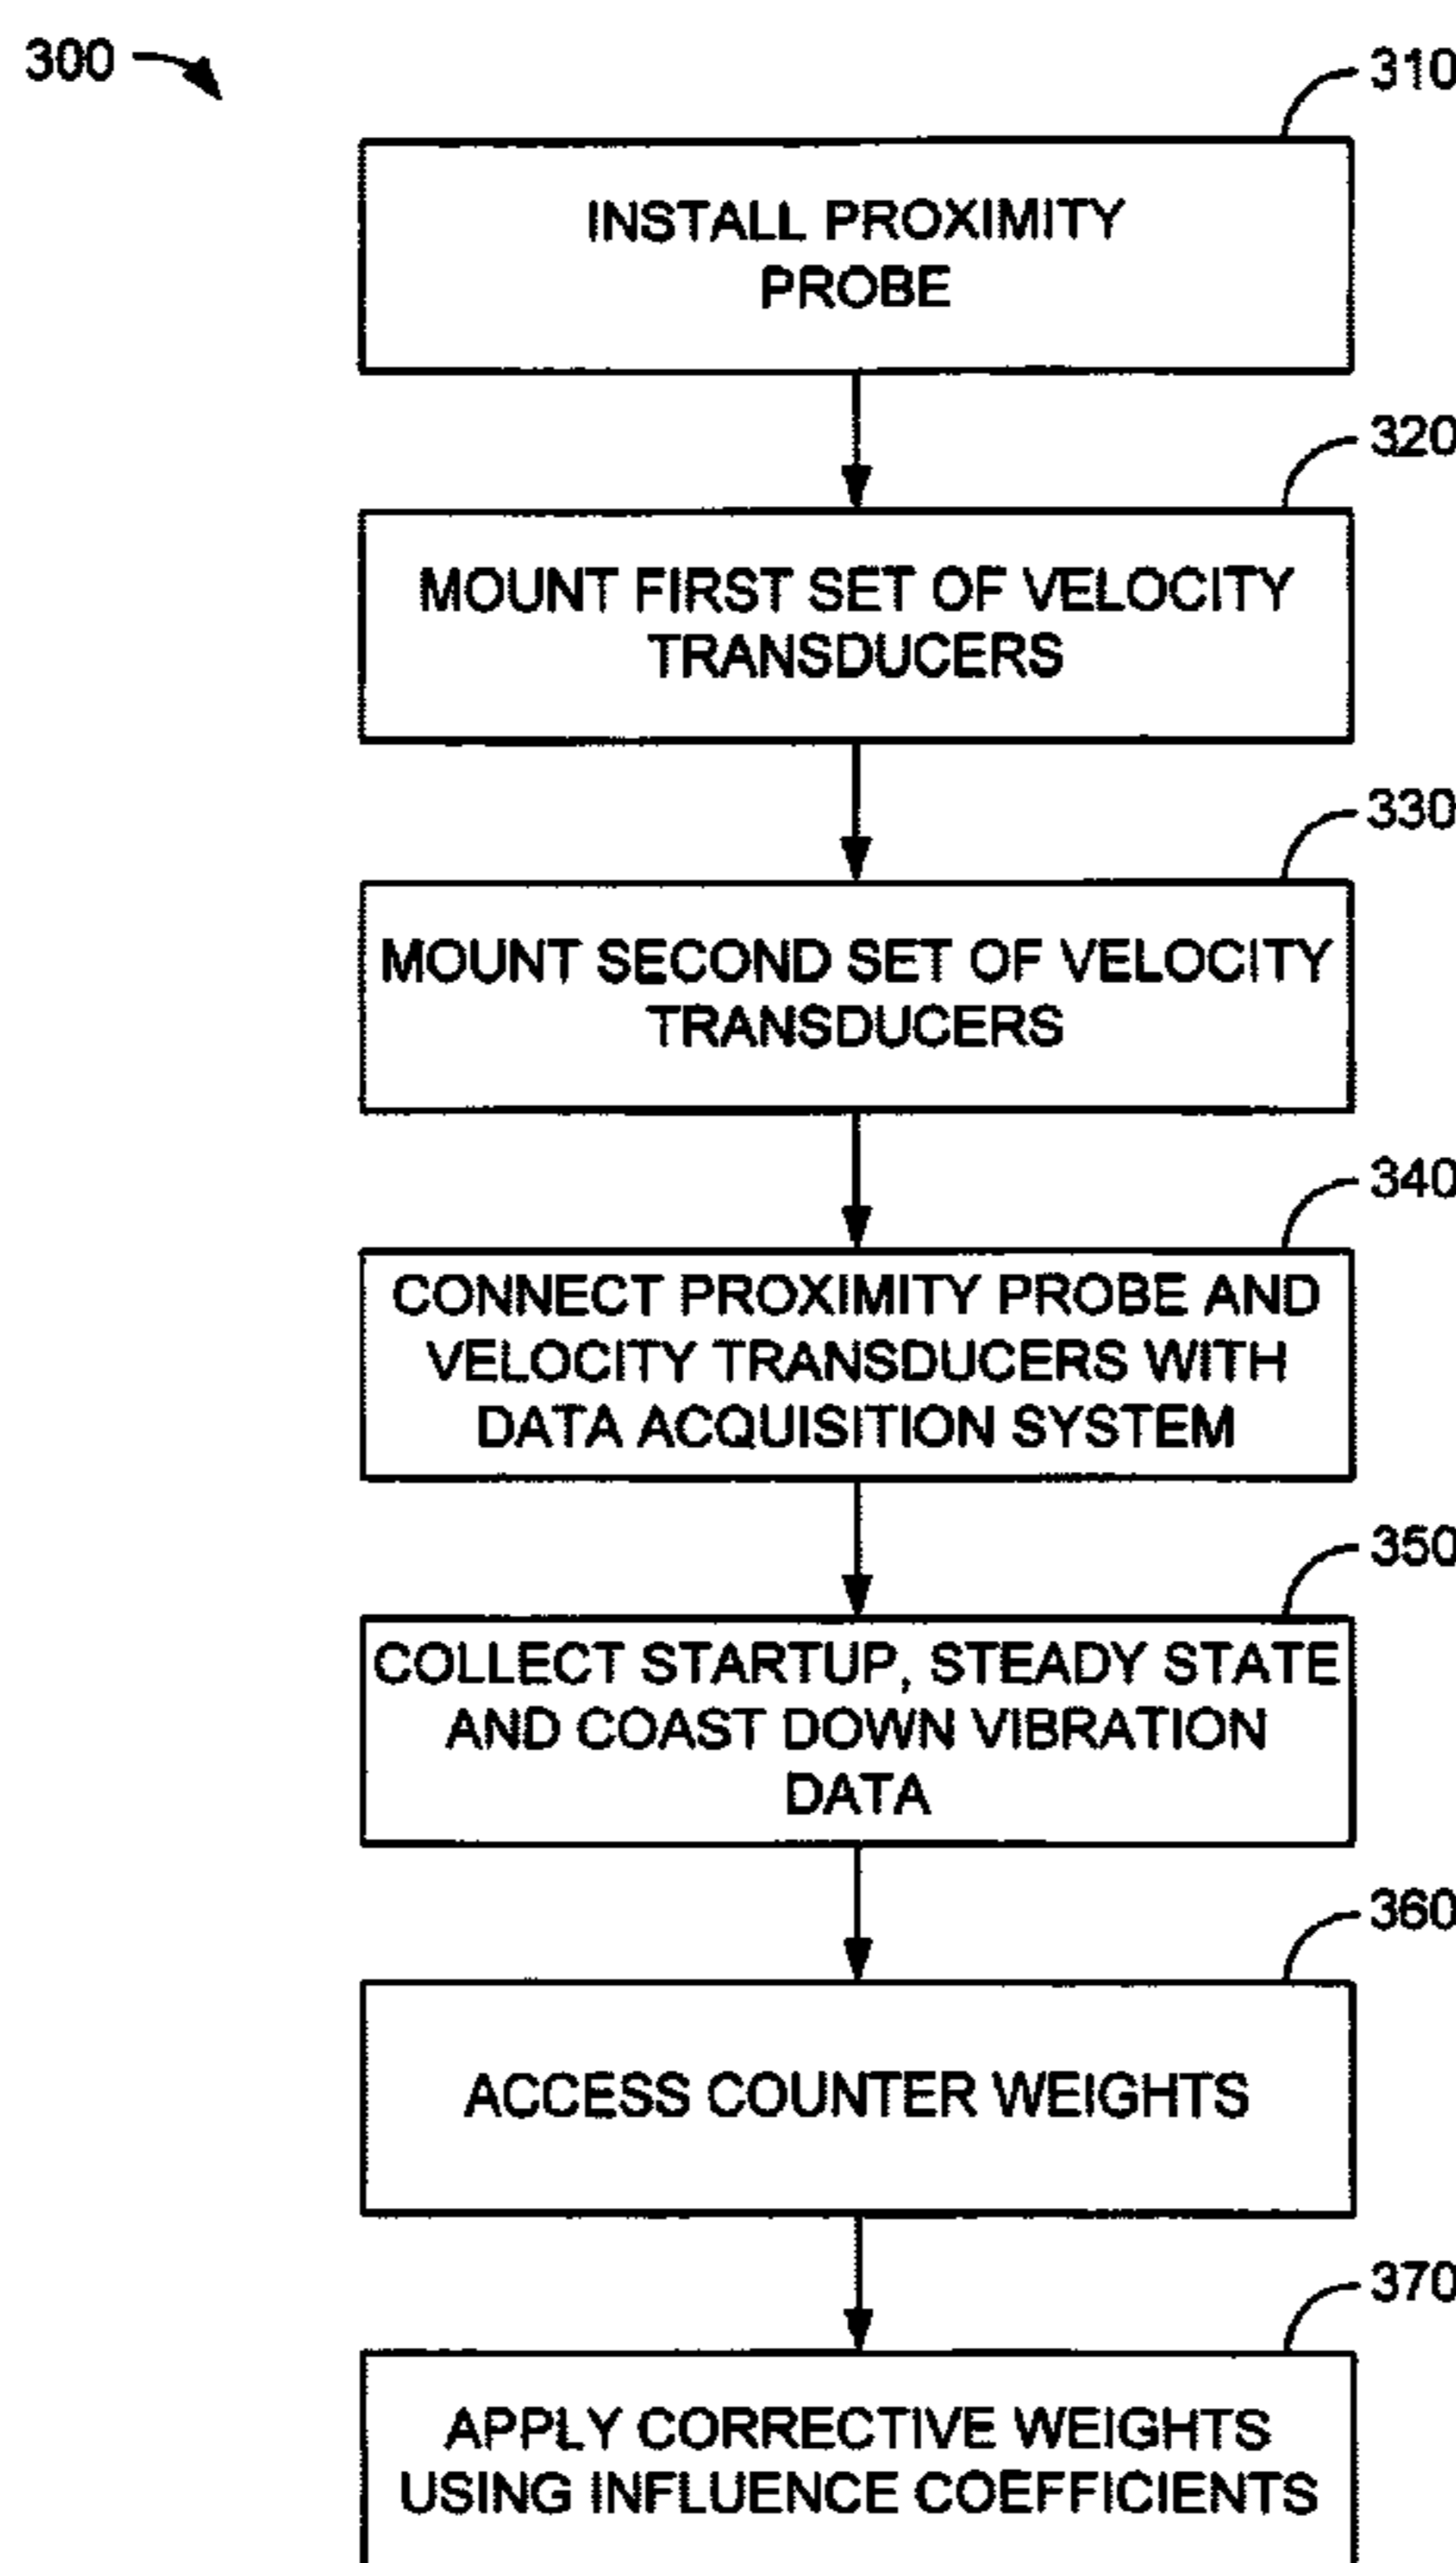 300
310
INSTALL PROXIMITY
PROBE
320
MOUNT FIRST SET OF VELOCITY
TRANSDUCERS
330
MOUNT SECOND SET OF VELOCITY
TRANSDUCERS
340
CONNECT PROXIMITY PROBE AND
VELOCITY TRANSDUCERS WITH
DATA ACQUISITION SYSTEM
350
COLLECT STARTUP, STEADY STATE
AND COAST DOWN VIBRATION
DATA
360
ACCESS COUNTER WEIGHTS
370
APPLY CORRECTIVE WEIGHTS
USING INFLUENCE COEFFICIENTS